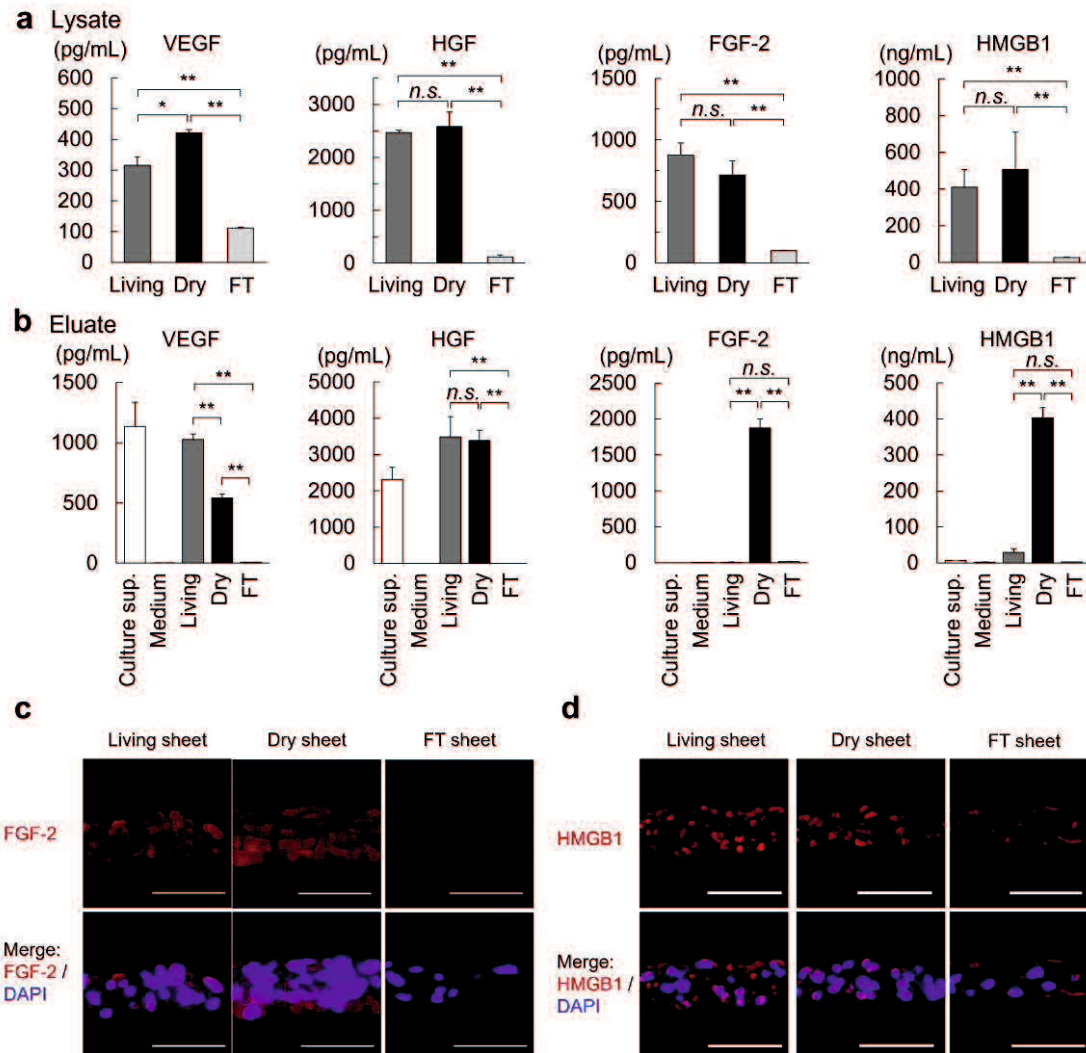 a Lysate
(pg/mL) VEGF
600
500
400
300
200
100
0
**
* **
Living Dry FT
(pg/mL) HGF
3000
2000
1000
0
**
n.s. **
Living Dry FT
(pg/mL) FGF-2
1500
1000
500
0
**
n.s. **
Living Dry FT
(ng/mL) HMGB1
1000
800
600
400
200
0
**
n.s. **
Living Dry FT
b Eluate
(pg/mL) VEGF
1500
1000
500
0
**
**
**
Culture sup.
Medium
Living
Dry
FT
(pg/mL) HGF
5000
4000
3000
2000
1000
0
**
n.s. **
Culture sup.
Medium
Living
Dry
FT
(pg/mL) FGF-2
2000
1500
1000
500
0
n.s.
** **
Culture sup.
Medium
Living
Dry
FT
(ng/mL) HMGB1
500
400
300
200
100
0
n.s.
** **
Culture sup.
Medium
Living
Dry
FT
c
Living sheet Dry sheet FT sheet
FGF-2
Merge:
FGF-2 /
DAPI
d
Living sheet Dry sheet FT sheet
HMGB1
Merge:
HMGB1 /
DAPI